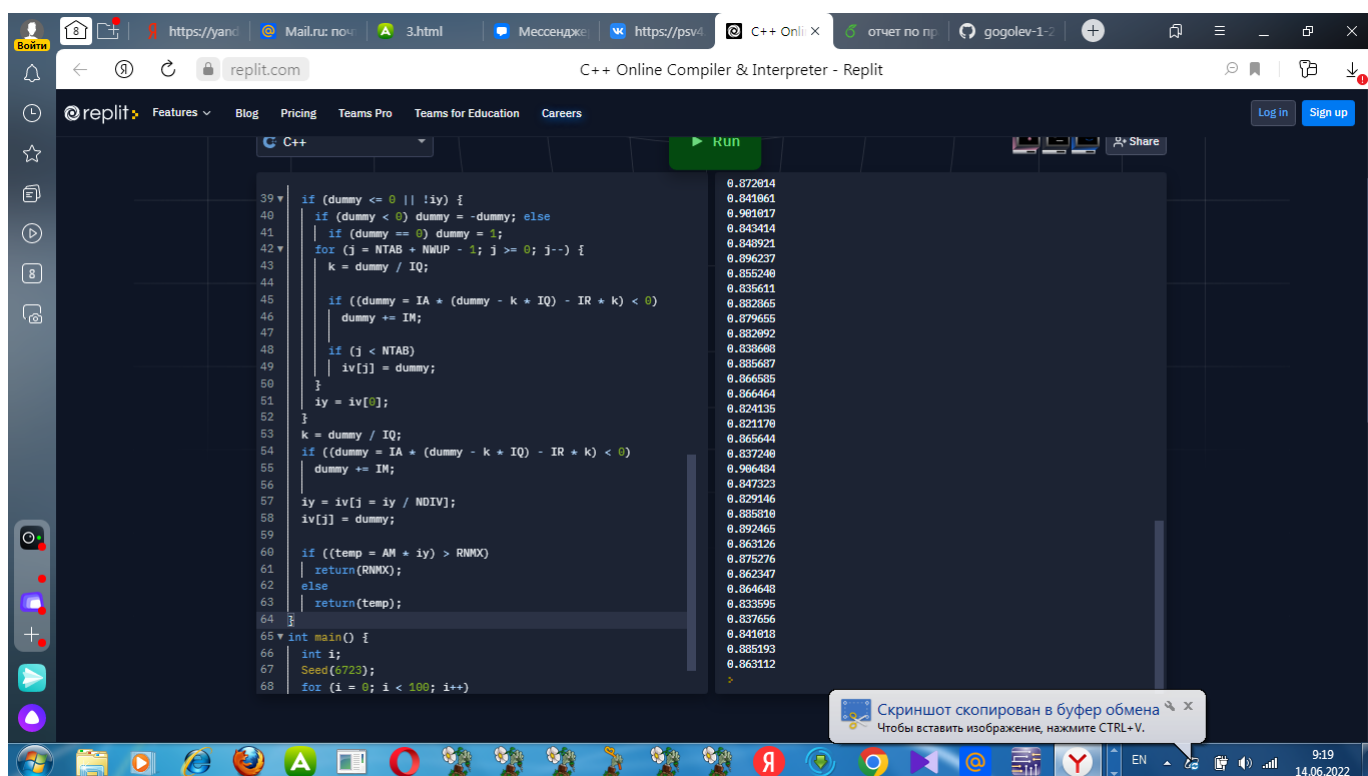 Войти
8
https://yand
Mail.ru: поч
3.html
Мессендже
https://psv4.
C++ Onli
отчет по пр
gogolev-1-2
replit.com
C++ Online Compiler & Interpreter - Replit
replit
Features
Blog
Pricing
Teams Pro
Teams for Education
Careers
Log in
Sign up
C++
Run
Share
39 if (dummy <= 0 || !iy) {
40 if (dummy < 0) dummy = -dummy; else
41 if (dummy == 0) dummy = 1;
42 for (j = NTAB + NWUP - 1; j >= 0; j--) {
43 k = dummy / IQ;
44
45 if ((dummy = IA * (dummy - k * IQ) - IR * k) < 0)
46 dummy += IM;
47
48 if (j < NTAB)
49 iv[j] = dummy;
50 }
51 iy = iv[0];
52 }
53 k = dummy / IQ;
54 if ((dummy = IA * (dummy - k * IQ) - IR * k) < 0)
55 dummy += IM;
56
57 iy = iv[j = iy / NDIV];
58 iv[j] = dummy;
59
60 if ((temp = AM * iy) > RNMX)
61 return(RNMX);
62 else
63 return(temp);
64 }
65 int main() {
66 int i;
67 Seed(6723);
68 for (i = 0; i < 100; i++)
0.872014
0.841061
0.901017
0.843414
0.848921
0.896237
0.855240
0.835611
0.882865
0.879655
0.882092
0.838608
0.885687
0.866585
0.866464
0.824135
0.821170
0.865644
0.837240
0.906484
0.847323
0.829146
0.885810
0.892465
0.863126
0.875276
0.862347
0.864648
0.833595
0.837656
0.841018
0.885193
0.863112
>
8
Скриншот скопирован в буфер обмена
Чтобы вставить изображение, нажмите CTRL+V.
EN
9:19
14.06.2022